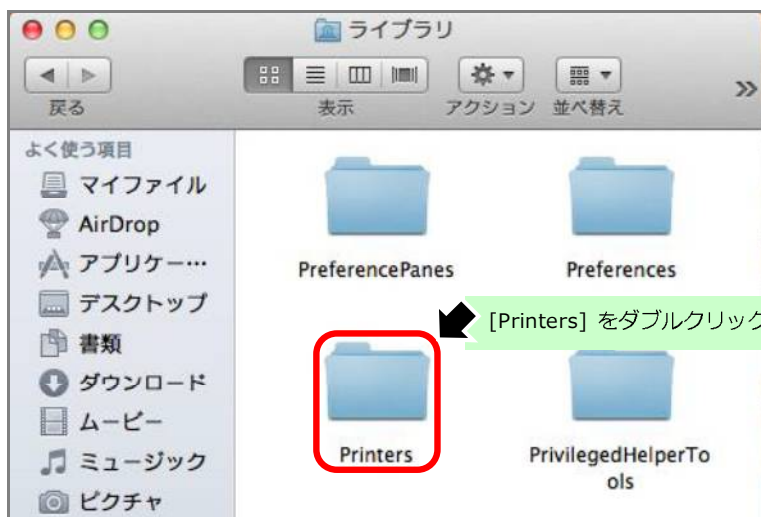 ライブラリ
戻る
表示
アクション
並べ替え
よく使う項目
マイファイル
AirDrop
アプリケー…
デスクトップ
書類
ダウンロード
ムービー
ミュージック
ピクチャ
PreferencePanes
Preferences
[Printers] をダブルクリック
Printers
PrivilegedHelperTo
ols